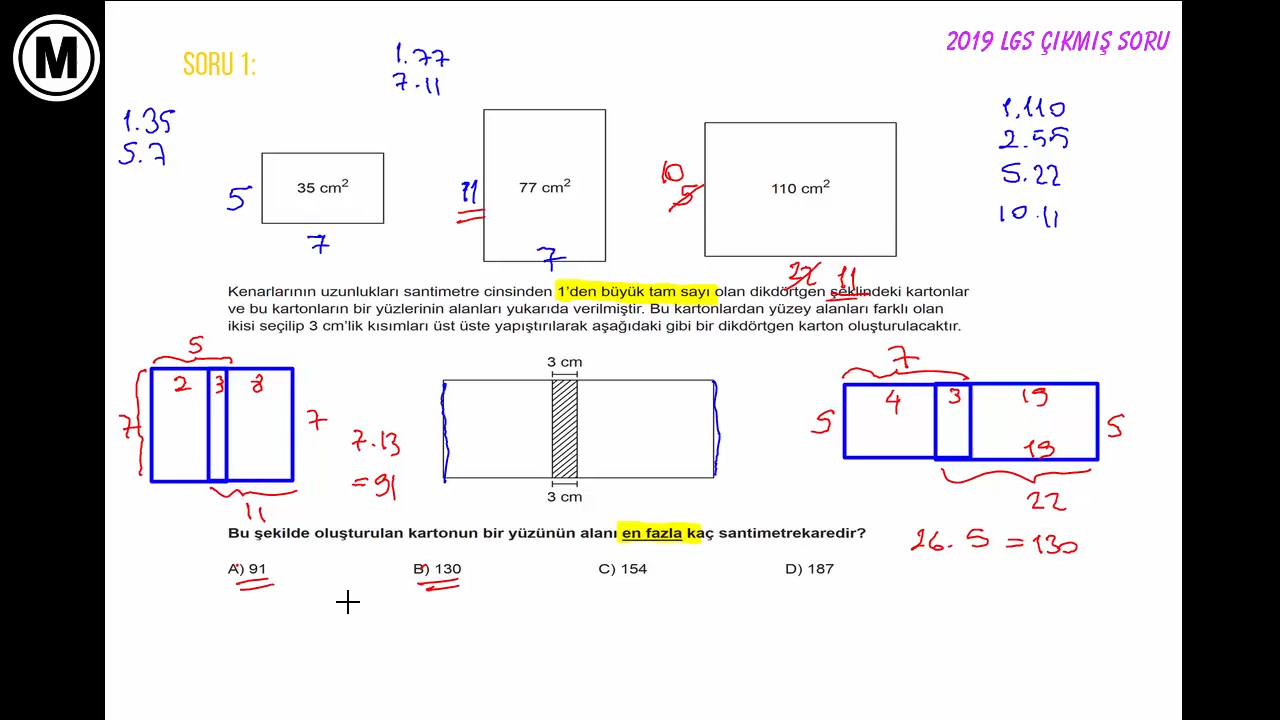 M
2019 LGS ÇIKMIŞ SORU
SORU 1:
1.77
7.11
1.35
5.7
1.110
2.55
5.22
10.11
5
35 cm²
7
11
77 cm²
7
10
5
110 cm²
22 11
Kenarlarının uzunlukları santimetre cinsinden 1'den büyük tam sayı olan dikdörtgen şeklindeki kartonlar
ve bu kartonların bir yüzlerinin alanları yukarıda verilmiştir. Bu kartonlardan yüzey alanları farklı olan
ikisi seçilip 3 cm'lik kısımları üst üste yapıştırılarak aşağıdaki gibi bir dikdörtgen karton oluşturulacaktır.
5
2 3 8
7
7
11
7.13
=91
3 cm
3 cm
7
4 3 19
5
5
19
22
Bu şekilde oluşturulan kartonun bir yüzünün alanı en fazla kaç santimetrekaredir?
26.5=130
A) 91 B) 130 C) 154 D) 187